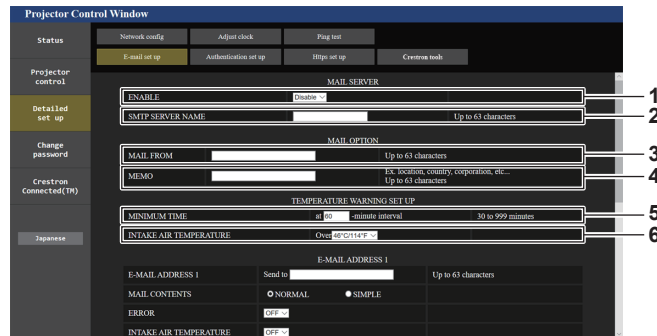 Projector Control Window
Status
Network config
Adjust clock
Ping test
E-mail set up
Authentication set up
Https set up
Crestron tools
Projector control
Detailed set up
Change password
Crestron Connected(TM)
Japanese
MAIL SERVER
ENABLE Disable 1
SMTP SERVER NAME Up to 63 characters 2
MAIL OPTION
MAIL FROM Up to 63 characters 3
MEMO Ex. location, country, corporation, etc...
Up to 63 characters 4
TEMPERATURE WARNING SET UP
MINIMUM TIME at 60 -minute interval 30 to 999 minutes 5
INTAKE AIR TEMPERATURE Over 46°C/114°F 6
E-MAIL ADDRESS 1
E-MAIL ADDRESS 1 Send to Up to 63 characters
MAIL CONTENTS NORMAL SIMPLE
ERROR OFF
INTAKE AIR TEMPERATURE OFF